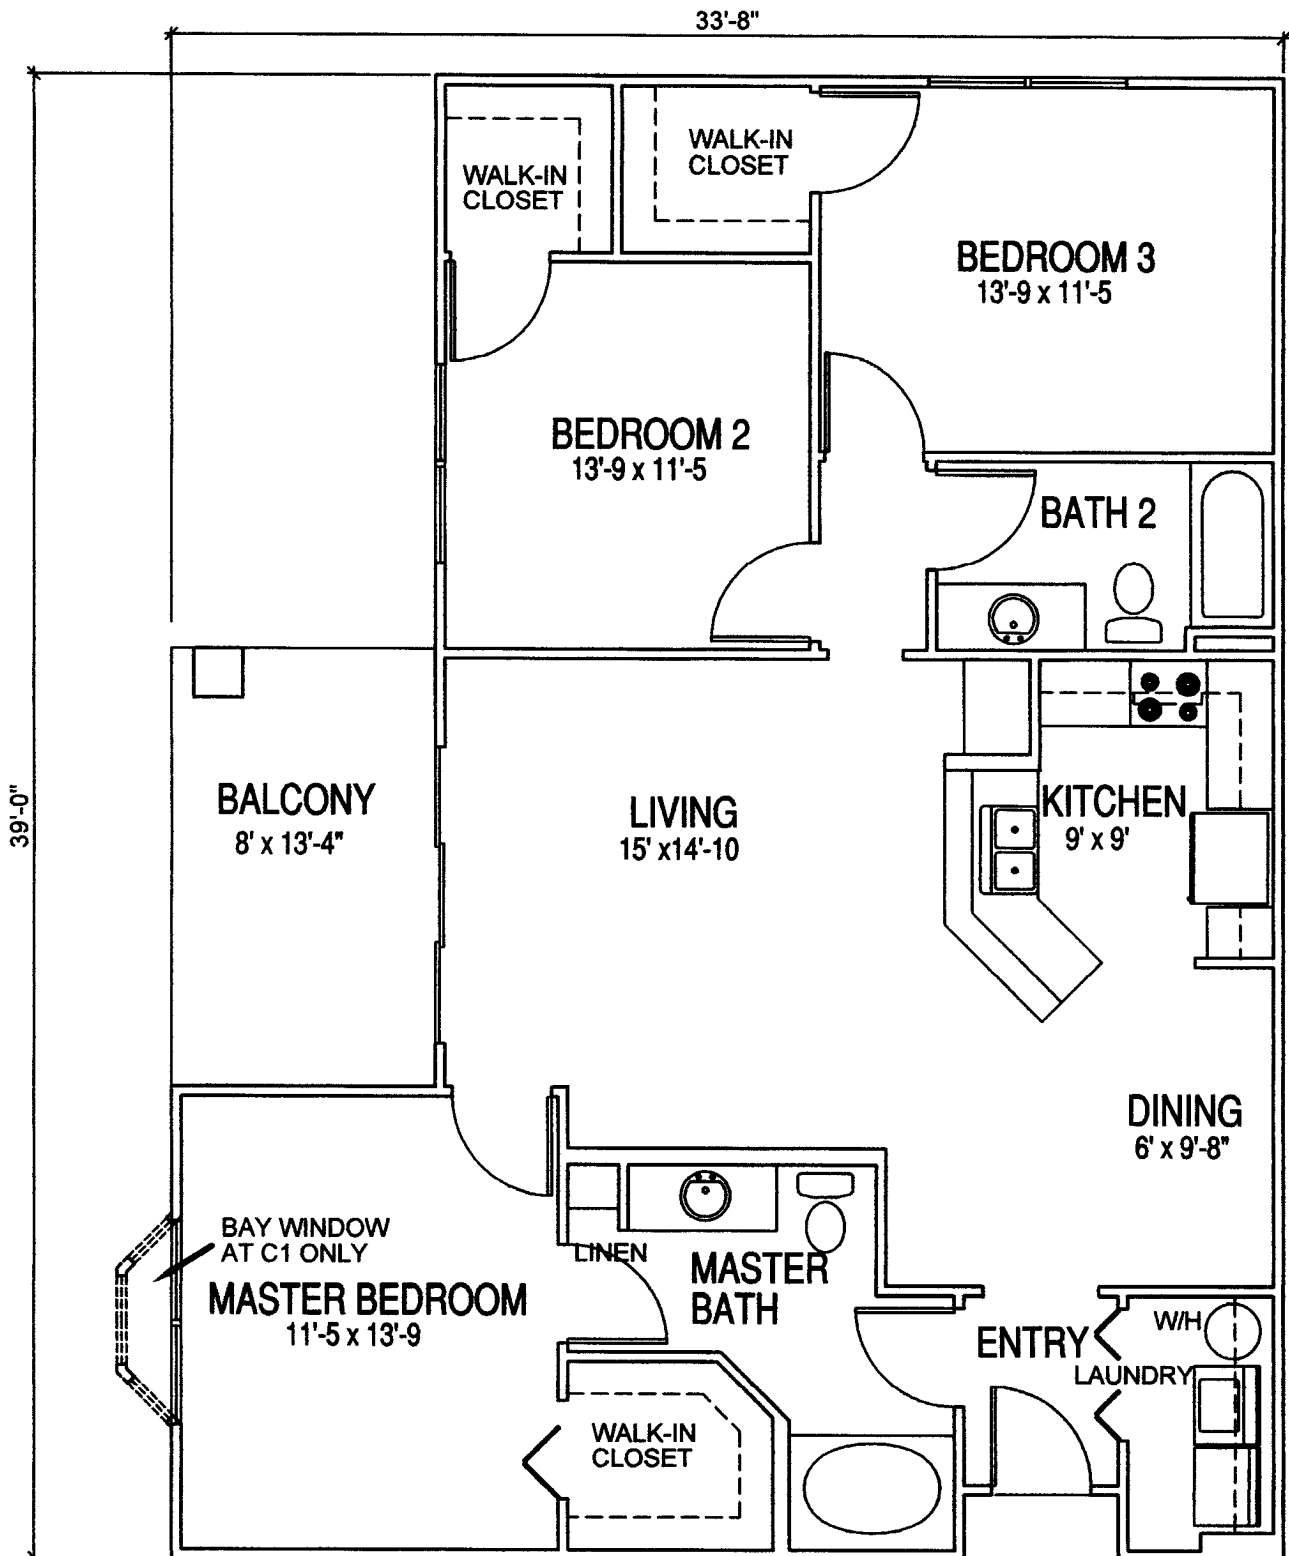 33'-8"
39'-0"
WALK-IN
CLOSET
WALK-IN
CLOSET
BEDROOM 3
13'-9 x 11'-5
BEDROOM 2
13'-9 x 11'-5
BATH 2
BALCONY
8' x 13'-4"
LIVING
15' x14'-10
KITCHEN
9' x 9'
DINING
6' x 9'-8"
BAY WINDOW
AT C1 ONLY
MASTER BEDROOM
11'-5 x 13'-9
LINEN
MASTER
BATH
ENTRY
W/H
LAUNDRY
WALK-IN
CLOSET